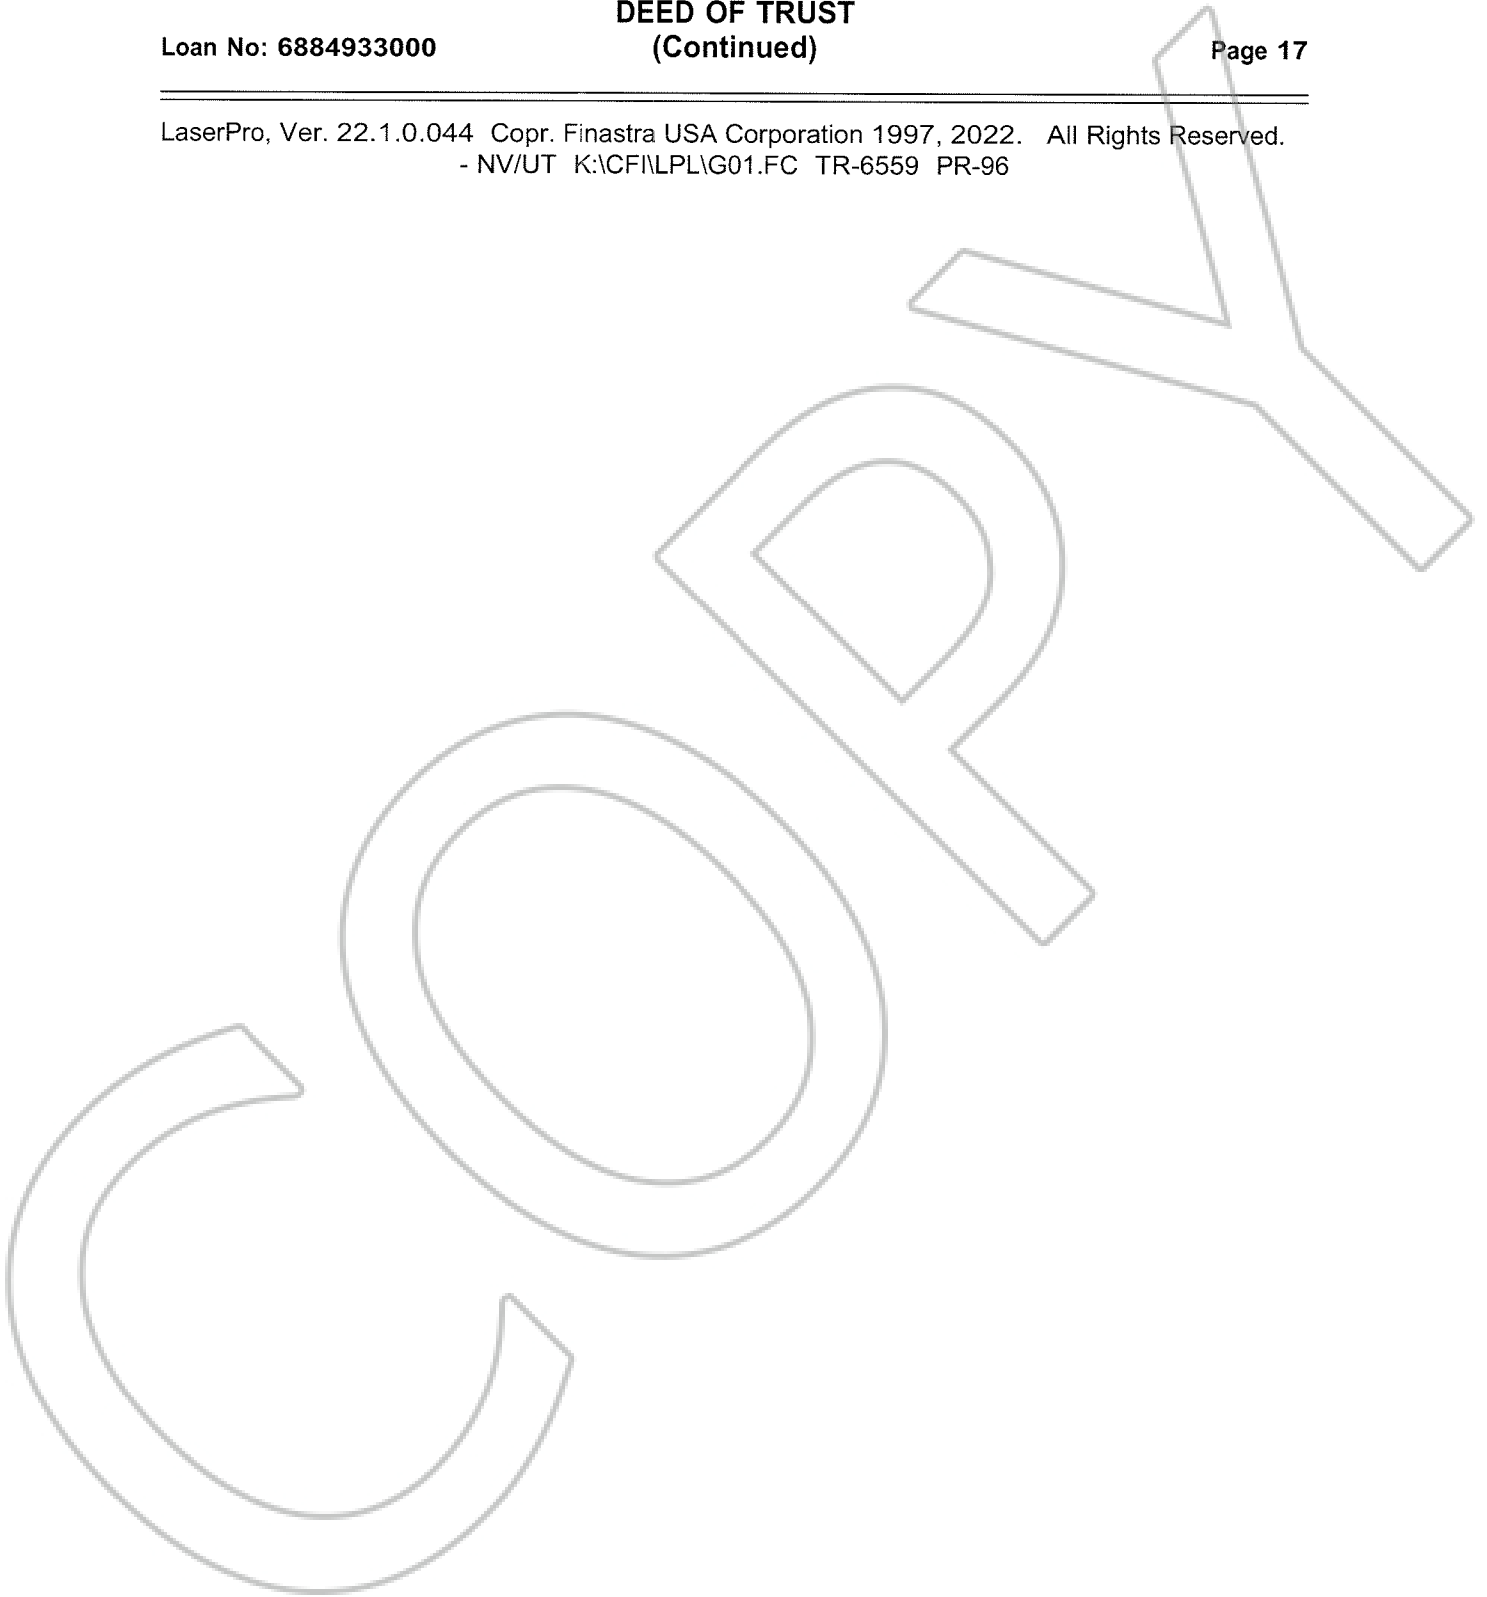 DEED OF TRUST
Loan No: 6884933000 (Continued) Page 17
LaserPro, Ver. 22.1.0.044 Copr. Finastra USA Corporation 1997, 2022. All Rights Reserved.
- NV/UT K:\CFI\LPL\G01.FC TR-6559 PR-96
COPY